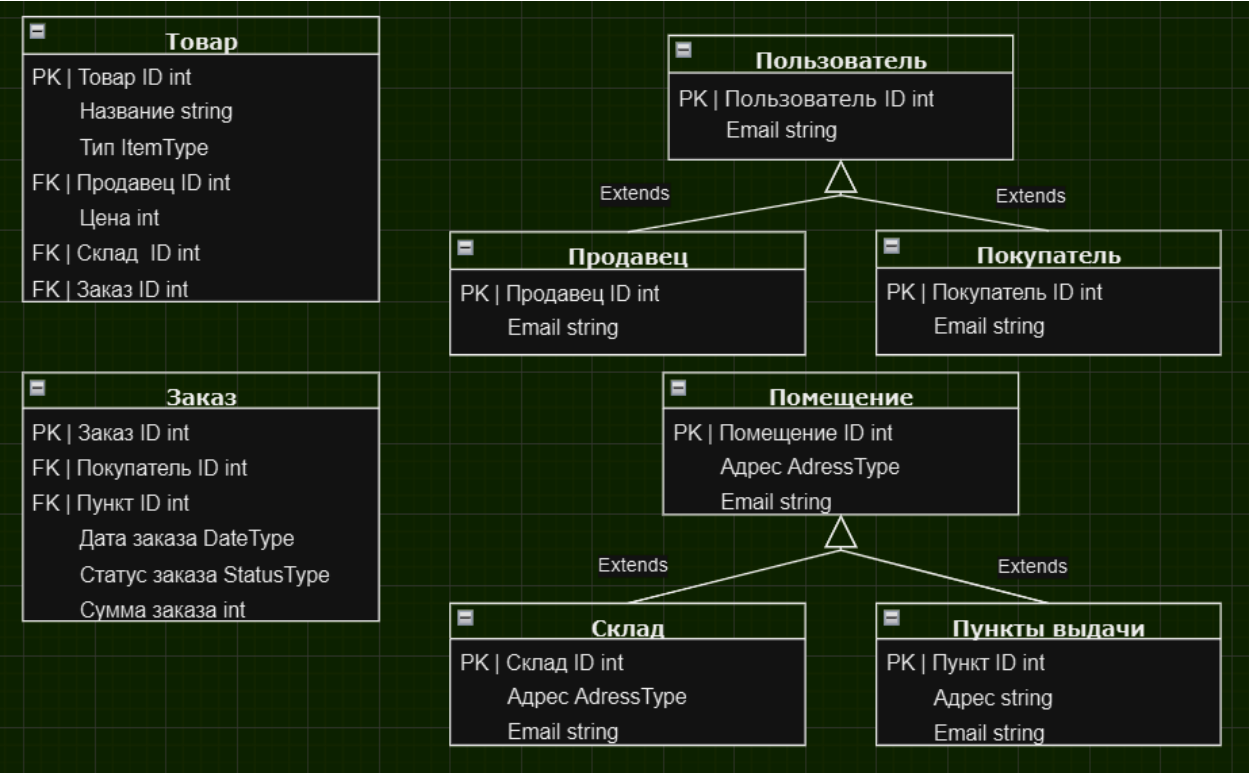 Товар
PK | Товар ID int
Название string
Тип ItemType
FK | Продавец ID int
Цена int
FK | Склад ID int
FK | Заказ ID int
Пользователь
PK | Пользователь ID int
Email string
Extends
Extends
Продавец
PK | Продавец ID int
Email string
Покупатель
PK | Покупатель ID int
Email string
Заказ
PK | Заказ ID int
FK | Покупатель ID int
FK | Пункт ID int
Дата заказа DateType
Статус заказа StatusType
Сумма заказа int
Помещение
PK | Помещение ID int
Адрес AdressType
Email string
Extends
Extends
Склад
PK | Склад ID int
Адрес AdressType
Email string
Пункты выдачи
PK | Пункт ID int
Адрес string
Email string